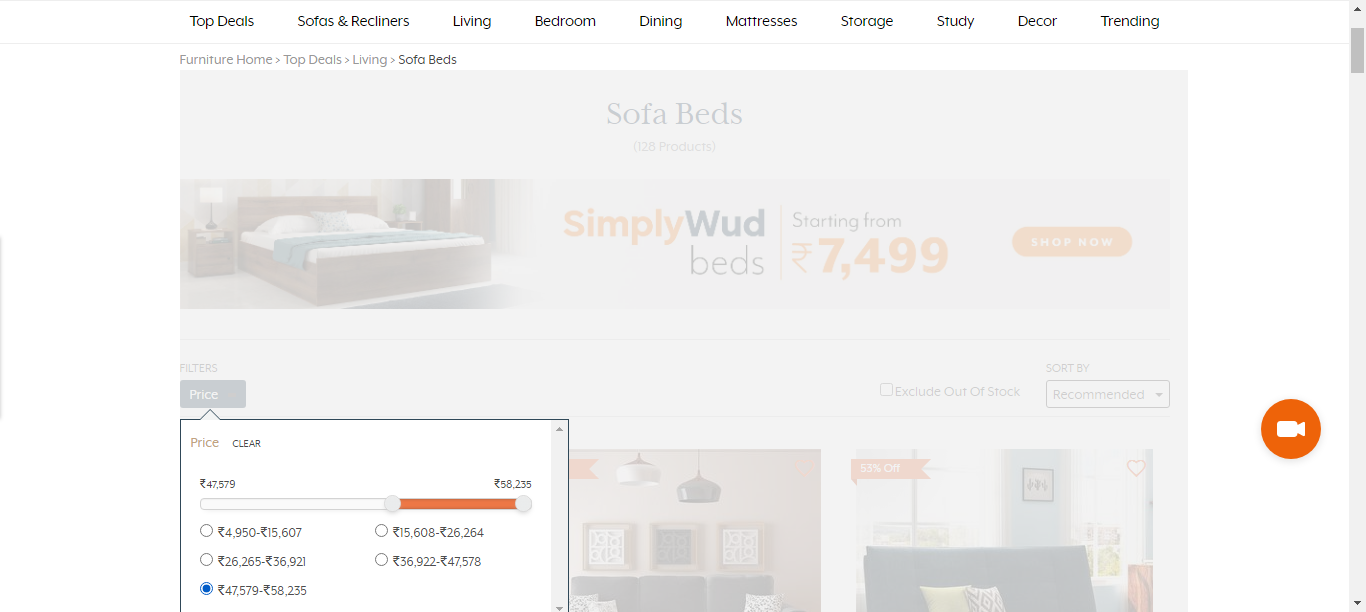 Top Deals Sofas & Recliners Living Bedroom Dining Mattresses Storage Study Decor Trending
Furniture Home > Top Deals > Living > Sofa Beds
Sofa Beds
(128 Products)
SimplyWud
beds
Starting from
₹7,499
SHOP NOW
FILTERS
Price
Exclude Out Of Stock
SORT BY
Recommended
Price CLEAR
₹47,579 ₹58,235
₹4,950-₹15,607 ₹15,608-₹26,264
₹26,265-₹36,921 ₹36,922-₹47,578
₹47,579-₹58,235
53% Off